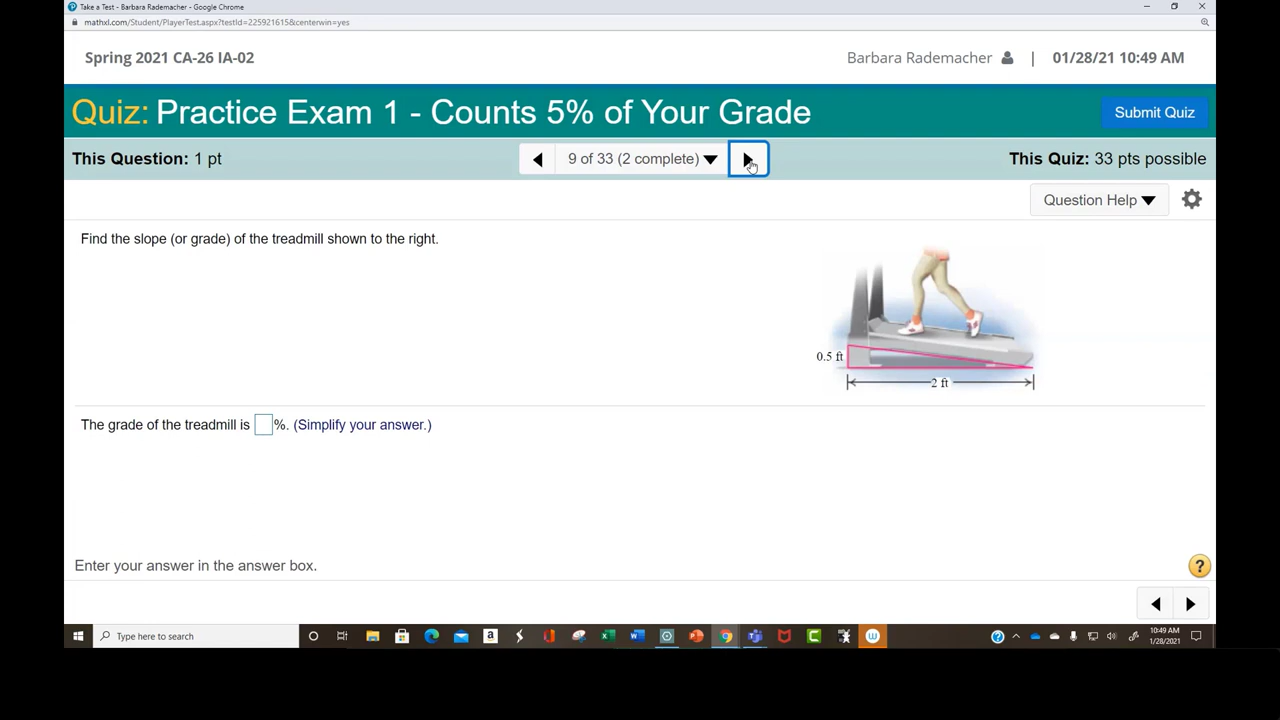 Take a Test - Barbara Rademacher - Google Chrome
mathxl.com/Student/PlayerTest.aspx?testId=225921615&centerwin=yes
Spring 2021 CA-26 IA-02
Barbara Rademacher | 01/28/21 10:49 AM
Quiz: Practice Exam 1 - Counts 5% of Your Grade
Submit Quiz
This Question: 1 pt
9 of 33 (2 complete)
This Quiz: 33 pts possible
Question Help
Find the slope (or grade) of the treadmill shown to the right.
0.5 ft
2 ft
The grade of the treadmill is %. (Simplify your answer.)
Enter your answer in the answer box.
?
Type here to search
10:49 AM
1/28/2021